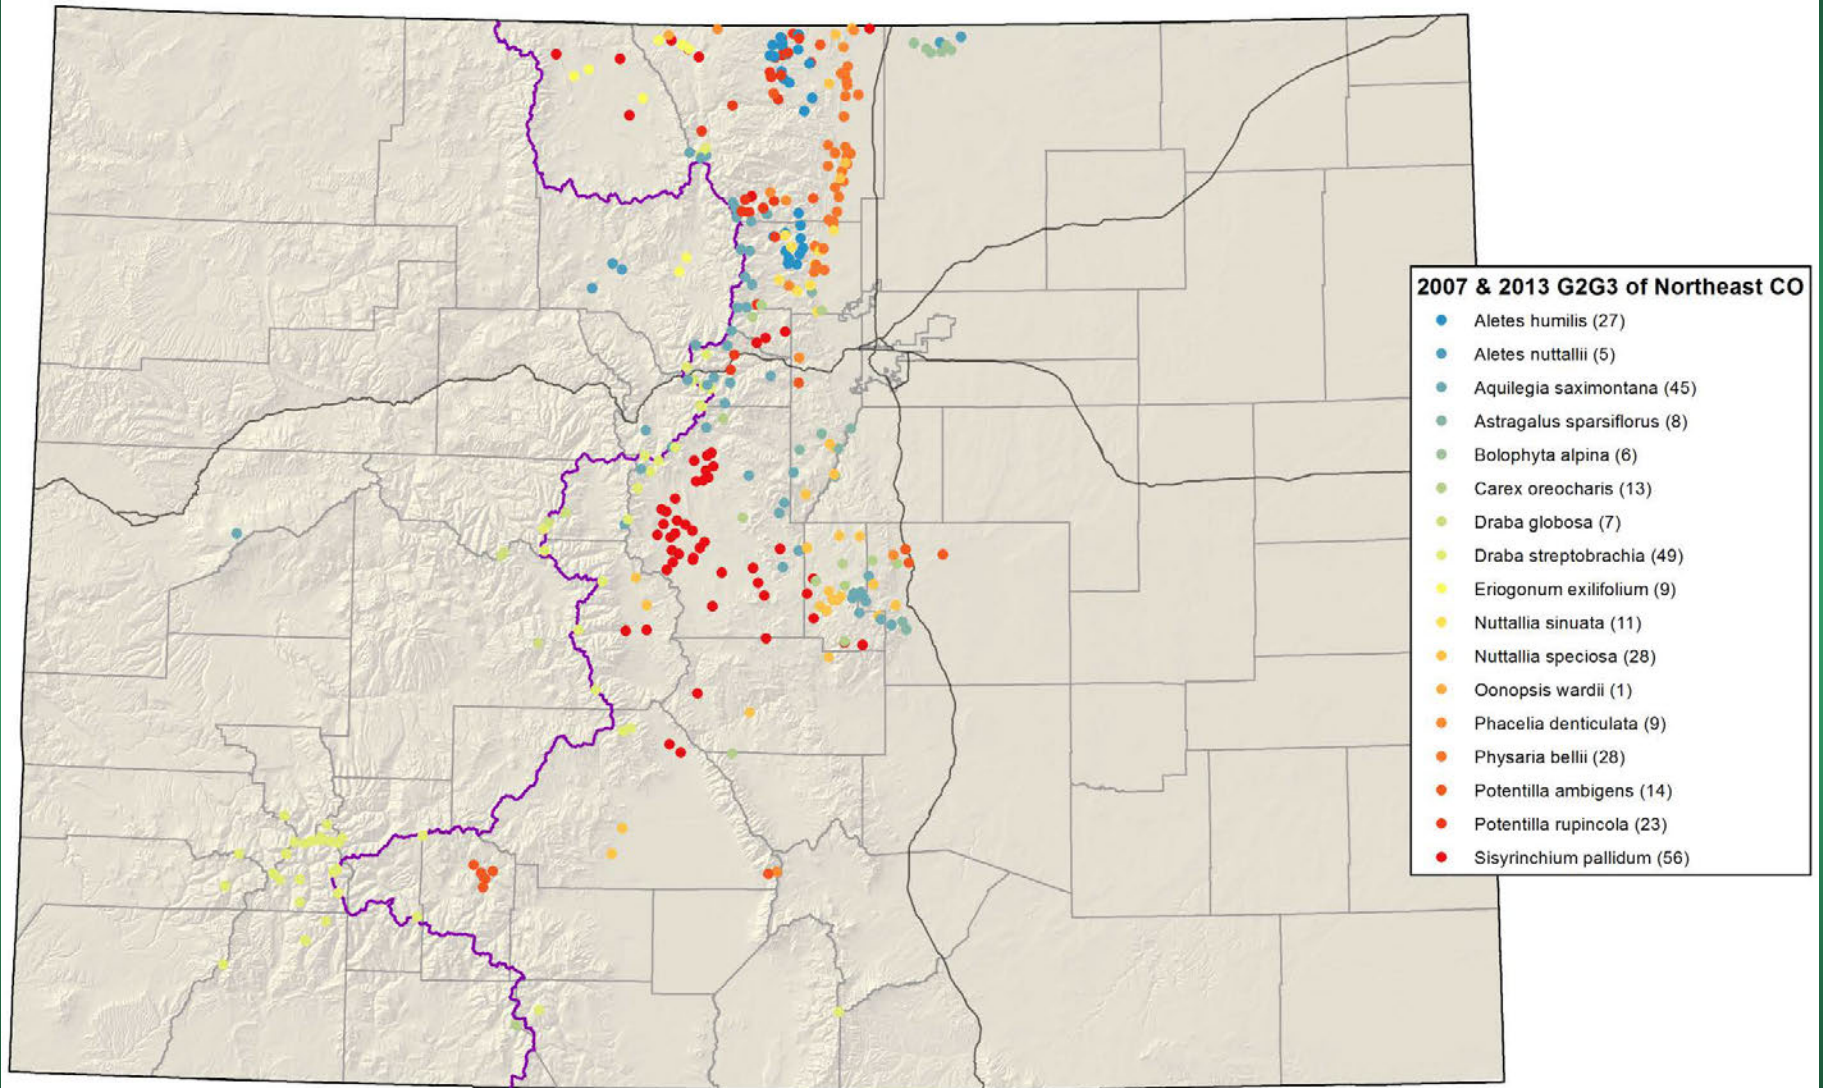 2007 & 2013 G2G3 of Northeast CO
Aletes humilis (27)
Aletes nuttallii (5)
Aquilegia saximontana (45)
Astragalus sparsiflorus (8)
Bolophyta alpina (6)
Carex oreocharis (13)
Draba globosa (7)
Draba streptobrachia (49)
Eriogonum exilifolium (9)
Nuttallia sinuata (11)
Nuttallia speciosa (28)
Oonopsis wardii (1)
Phacelia denticulata (9)
Physaria bellii (28)
Potentilla ambigens (14)
Potentilla rupincola (23)
Sisyrinchium pallidum (56)